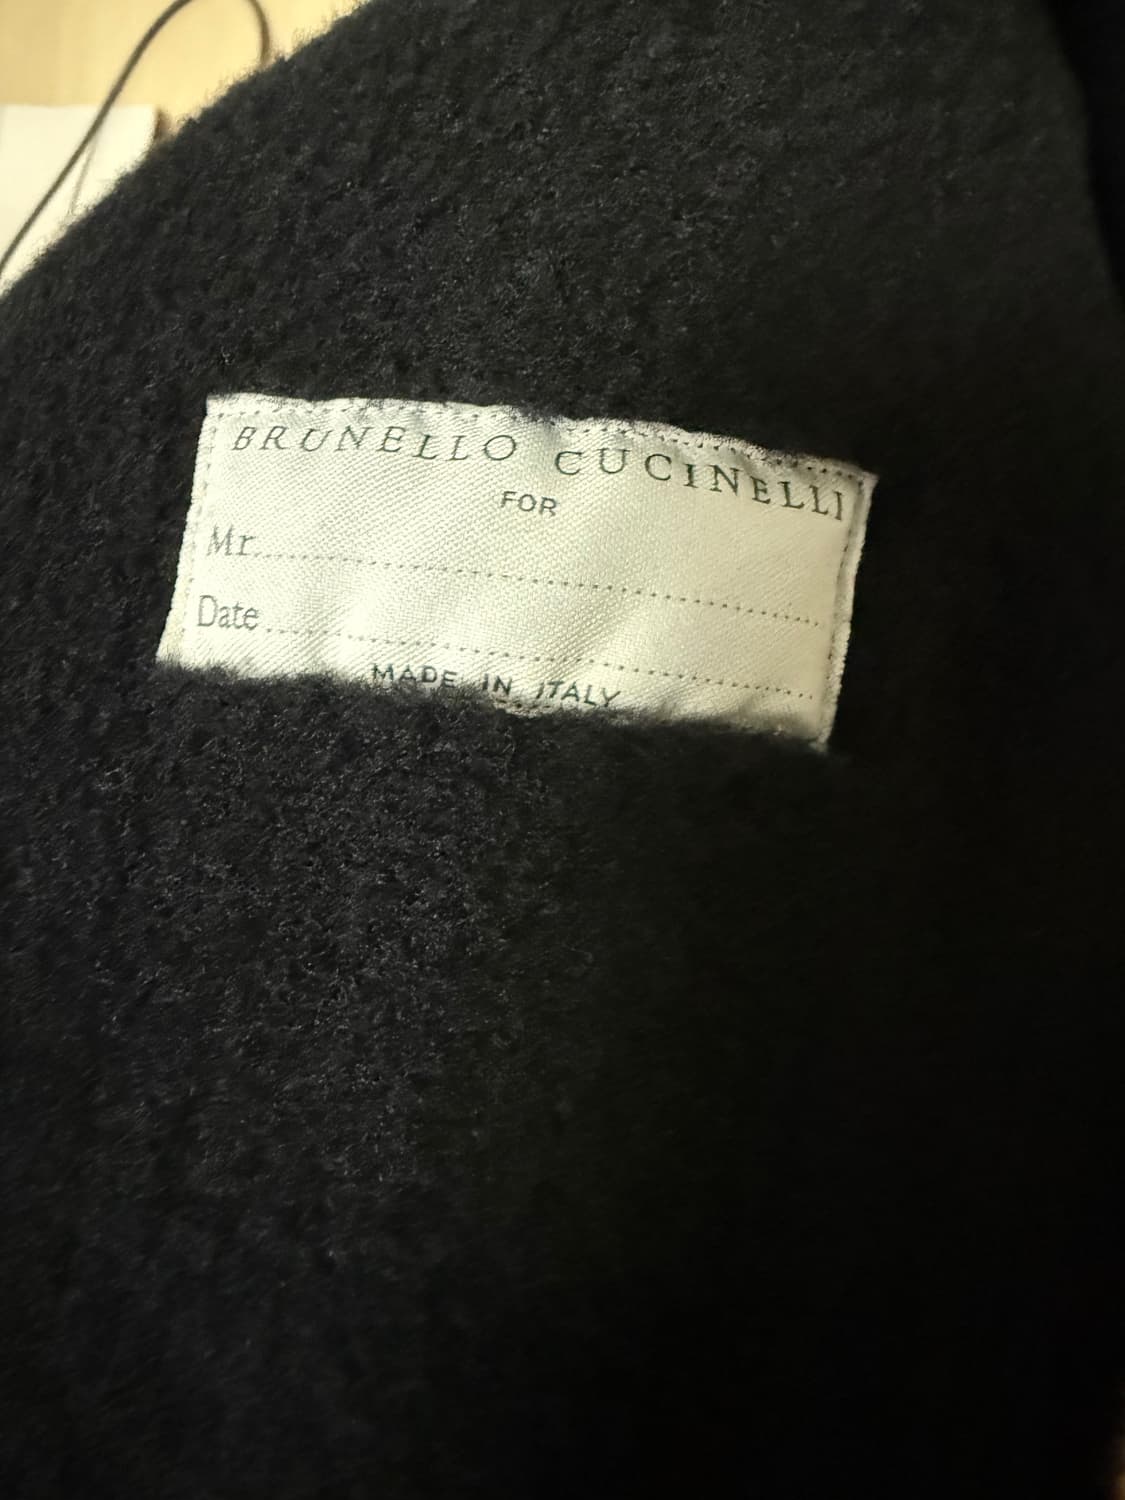 BRUNELLO CUCINELLI
FOR
Mr.....................................................
Date...................................................
MADE IN ITALY